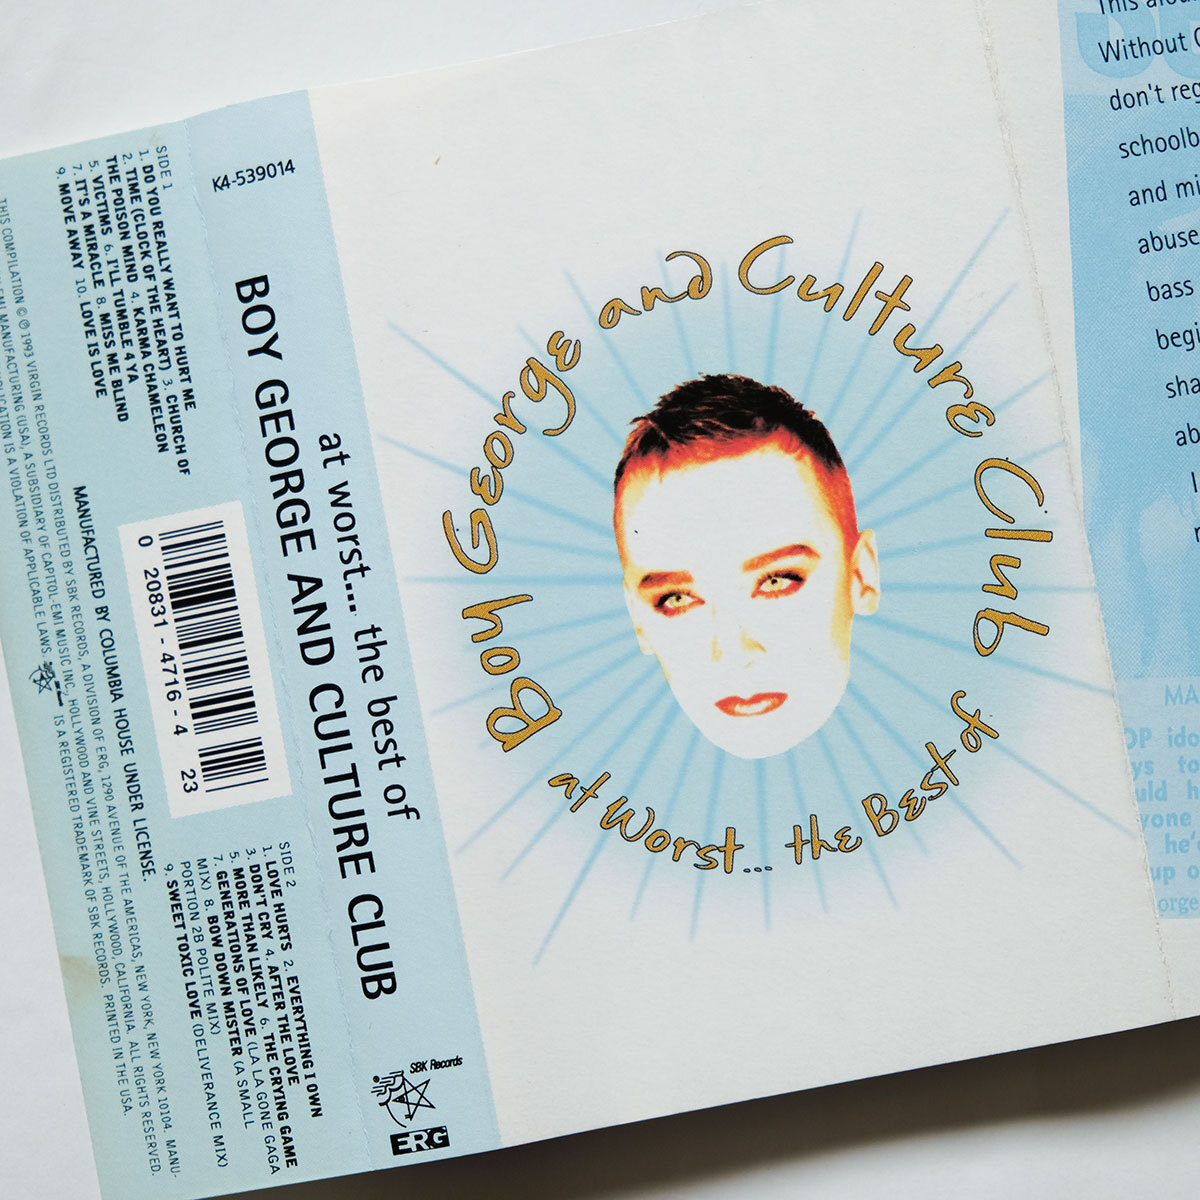 SIDE 1
1. DO YOU REALLY WANT TO HURT ME
2. TIME (CLOCK OF THE HEART) 3. CHURCH OF
THE POISON MIND 4. KARMA CHAMELEON
5. VICTIMS 6. I'LL TUMBLE 4 YA
7. IT'S A MIRACLE 8. MISS ME BLIND
9. MOVE AWAY 10. LOVE IS LOVE
MANUFACTURED BY COLUMBIA HOUSE UNDER LICENSE.
THIS COMPILATION © ℗ 1993 VIRGIN RECORDS LTD DISTRIBUTED BY SBK RECORDS, A DIVISION OF ERG, 1290 AVENUE OF THE AMERICAS, NEW YORK, NEW YORK 10104. MANU-
EMI MANUFACTURING (USA), A SUBSIDIARY OF CAPITOL-EMI MUSIC INC., HOLLYWOOD AND VINE STREETS, HOLLYWOOD, CALIFORNIA. ALL RIGHTS RESERVED.
IS A VIOLATION OF APPLICABLE LAWS. IS A REGISTERED TRADEMARK OF SBK RECORDS. PRINTED IN THE USA.
0 20831 - 4716 - 4 23
SIDE 2
1. LOVE HURTS 2. EVERYTHING I OWN
3. DON'T CRY 4. AFTER THE LOVE
5. MORE THAN LIKELY 6. THE CRYING GAME
7. GENERATIONS OF LOVE (LA LA GONE GAGA
MIX) 8. BOW DOWN MISTER (A SMALL
PORTION 2B POLITE MIX)
9. SWEET TOXIC LOVE (DELIVERANCE MIX)
K4-539014
at worst... the best of
BOY GEORGE AND CULTURE CLUB
SBK Records
ERG
Boy George and Culture Club
at Worst... the Best of
This
Without
don't
schoolb
and
abuse
bass
MA